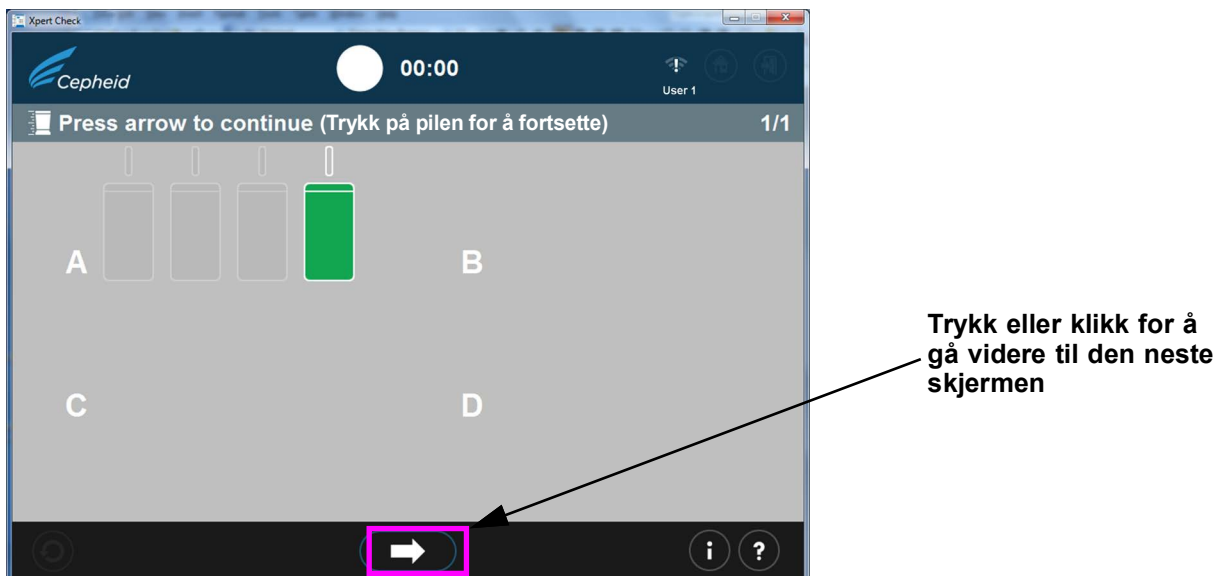 Xpert Check
Cepheid
00:00
User 1
Press arrow to continue (Trykk på pilen for å fortsette)
1/1
A
B
C
D
i
?
Trykk eller klikk for å
gå videre til den neste
skjermen